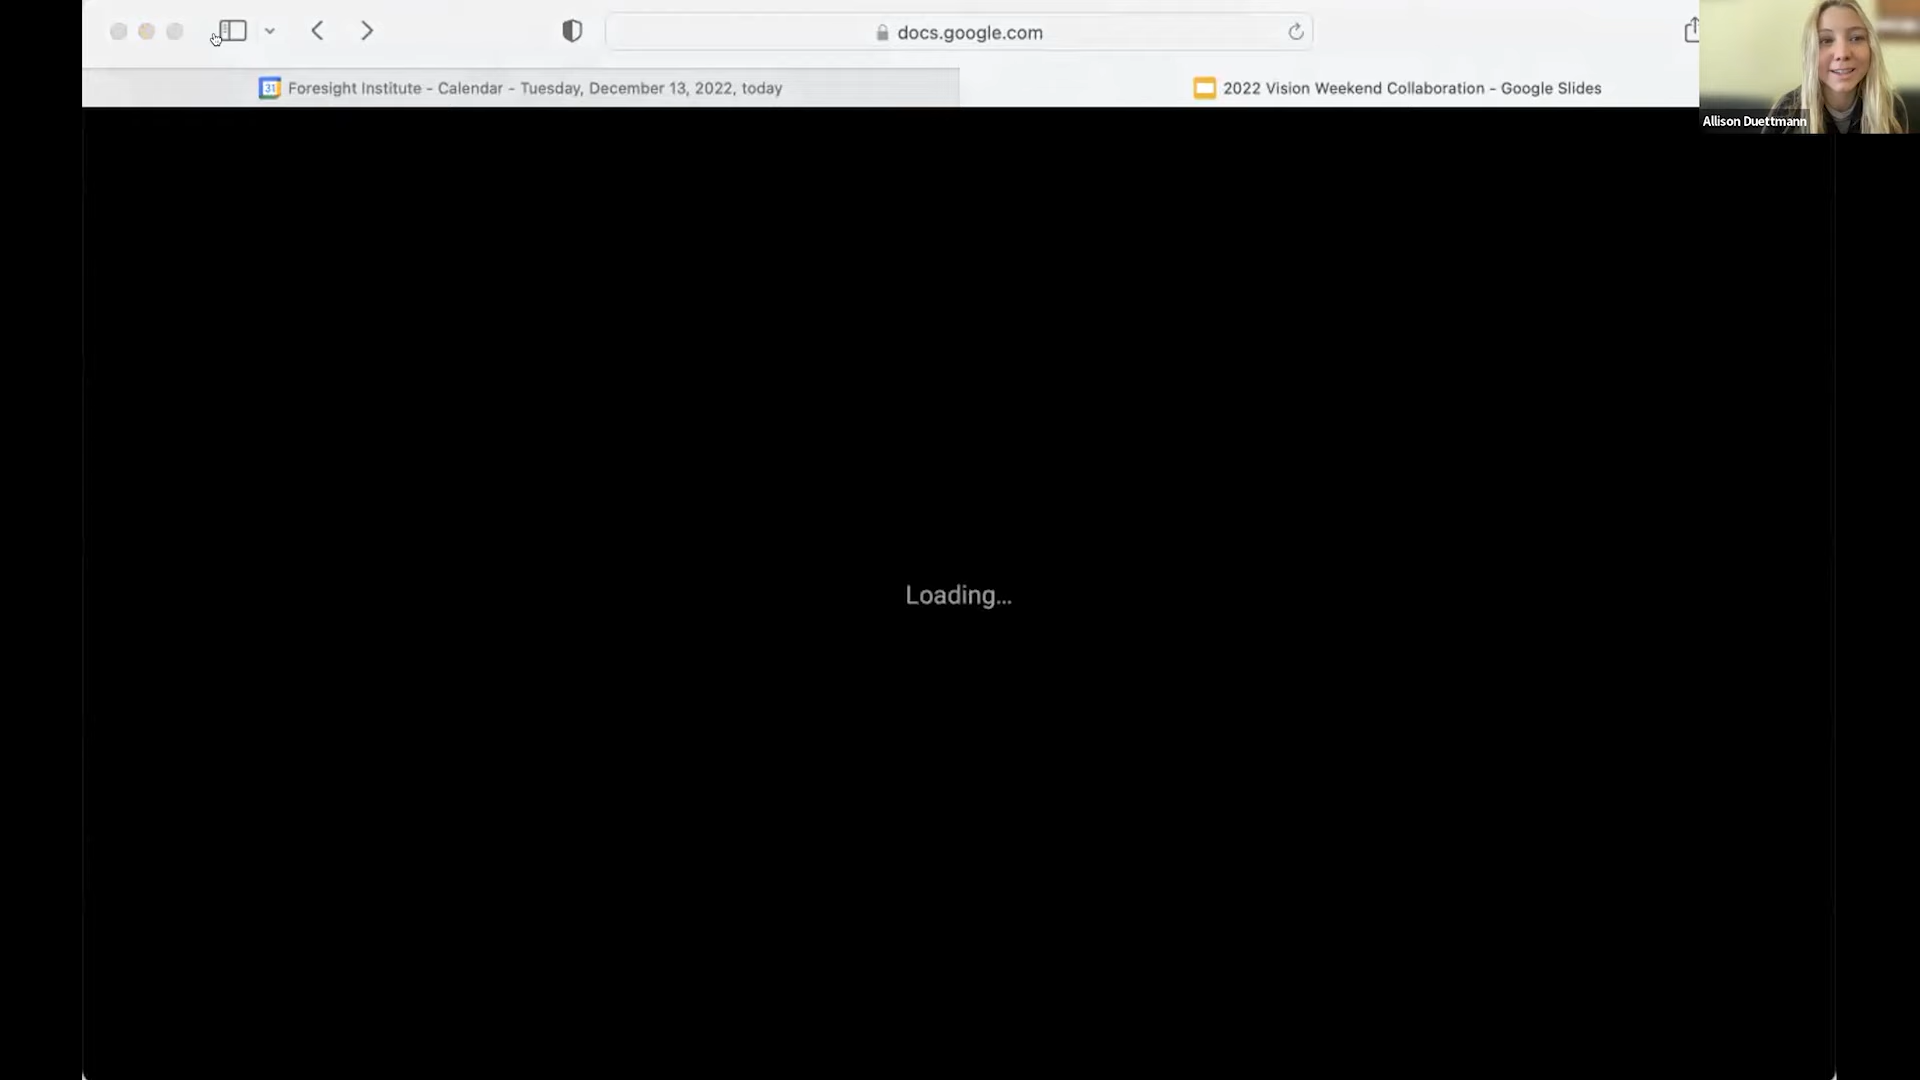 docs.google.com
31
Foresight Institute - Calendar - Tuesday, December 13, 2022, today
2022 Vision Weekend Collaboration - Google Slides
Allison Duettmann
Loading...